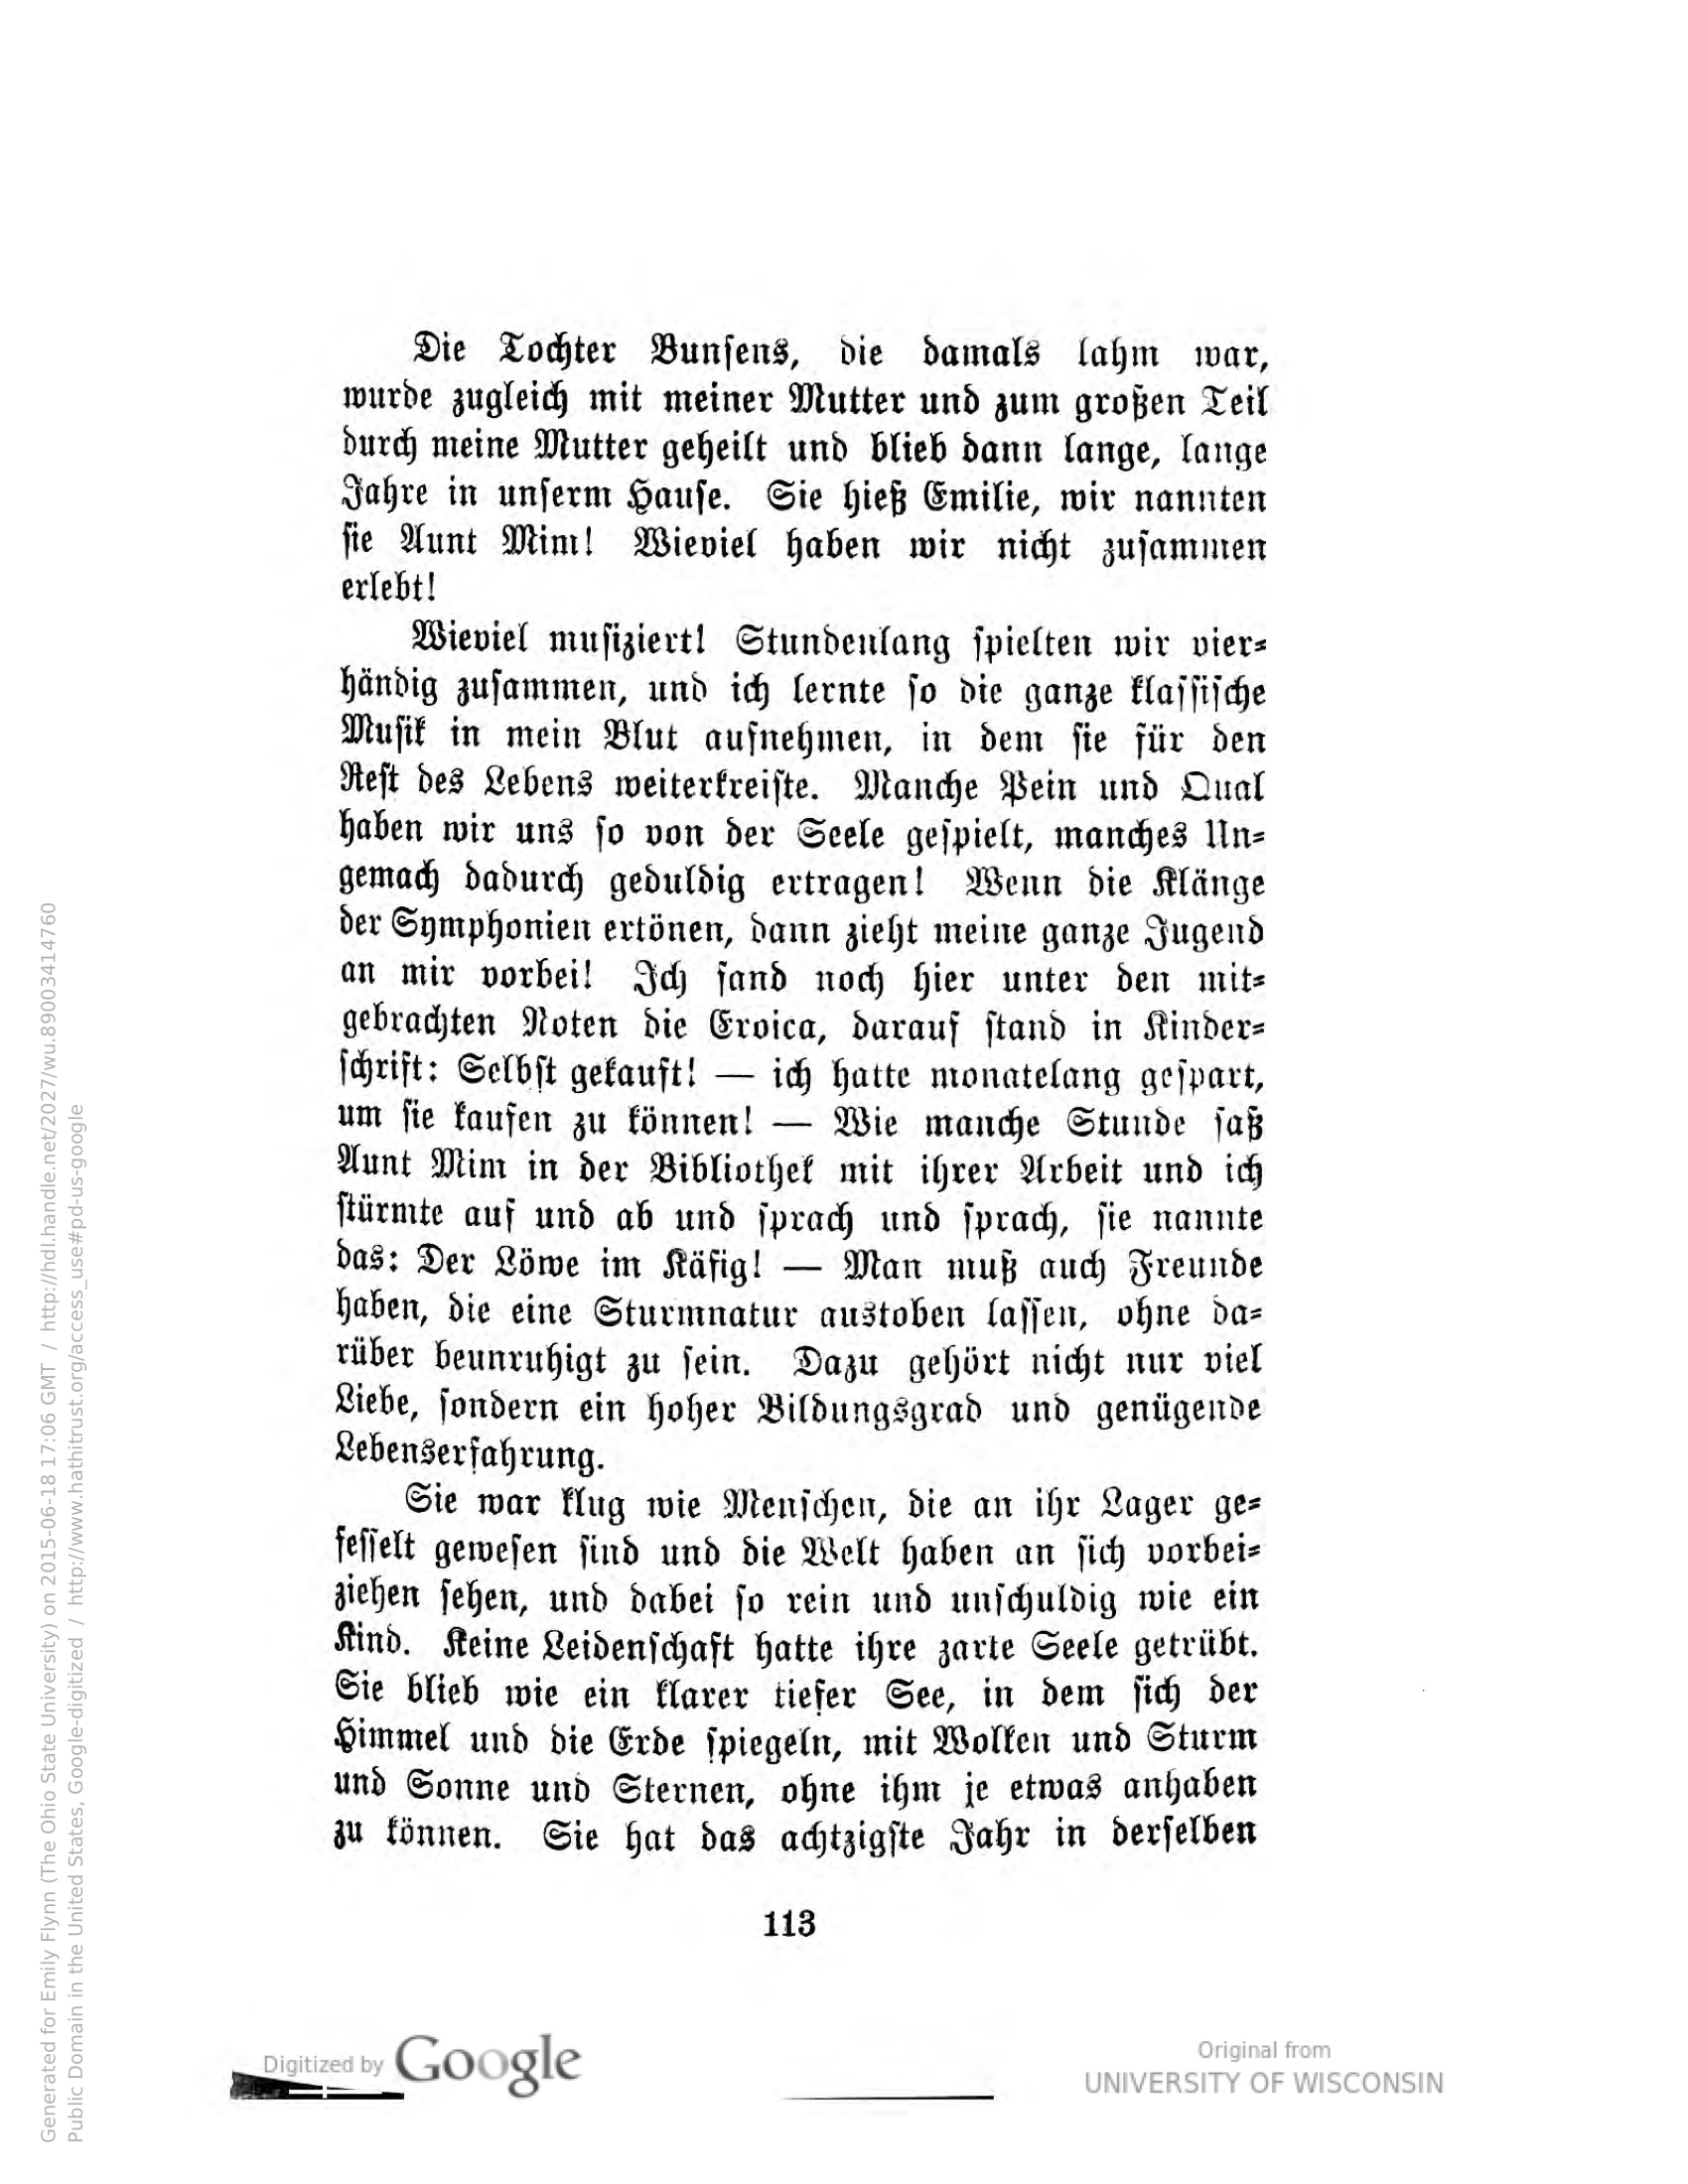 Die Tochter Bunsens, die damals lahm war,
wurde zugleich mit meiner Mutter und zum großen Teil
durch meine Mutter geheilt und blieb dann lange, lange
Jahre in unserm Hause. Sie hieß Emilie, wir nannten
sie Aunt Mim! Wieviel haben wir nicht zusammen
erlebt!
Wieviel musiziert! Stundenlang spielten wir vier-
händig zusammen, und ich lernte so die ganze klassische
Musik in mein Blut aufnehmen, in dem sie für den
Rest des Lebens weiterkreiste. Manche Pein und Qual
haben wir uns so von der Seele gespielt, manches Un-
gemach dadurch geduldig ertragen! Wenn die Klänge
der Symphonien ertönen, dann zieht meine ganze Jugend
an mir vorbei! Ich fand noch hier unter den mit-
gebrachten Noten die Eroica, darauf stand in Kinder-
schrift: Selbst gekauft! — ich hatte monatelang gespart,
um sie kaufen zu können! — Wie manche Stunde saß
Aunt Mim in der Bibliothek mit ihrer Arbeit und ich
stürmte auf und ab und sprach und sprach, sie nannte
das: Der Löwe im Käfig! — Man muß auch Freunde
haben, die eine Sturmnatur austoben lassen, ohne da-
rüber beunruhigt zu sein. Dazu gehört nicht nur viel
Liebe, sondern ein hoher Bildungsgrad und genügende
Lebenserfahrung.
Sie war klug wie Menschen, die an ihr Lager ge-
fesselt gewesen sind und die Welt haben an sich vorbei-
ziehen sehen, und dabei so rein und unschuldig wie ein
Kind. Keine Leidenschaft hatte ihre zarte Seele getrübt.
Sie blieb wie ein klarer tiefer See, in dem sich der
Himmel und die Erde spiegeln, mit Wolken und Sturm
und Sonne und Sternen, ohne ihm je etwas anhaben
zu können. Sie hat das achtzigste Jahr in derselben
113
Generated for Emily Flynn (The Ohio State University) on 2015-06-18 17:06 GMT / http://hdl.handle.net/2027/wu.89003414760
Public Domain in the United States, Google-digitized / http://www.hathitrust.org/access_use#pd-us-google
Digitized by Google
Original from
UNIVERSITY OF WISCONSIN